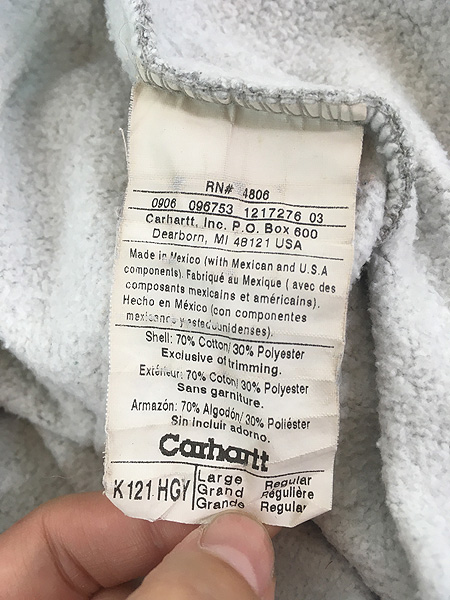 RN# 4806
0906 096753 1217276 03
Carhartt, Inc. P.O. Box 600
Dearborn, MI 48121 USA
Made in Mexico (with Mexican and U.S.A
components). Fabriqué au Mexique ( avec des
composants mexicains et américains).
Hecho en México (con componentes
mexicanos y estadounidenses).
Shell: 70% Cotton/ 30% Polyester
Exclusive of trimming.
Extérieur: 70% Coton/ 30% Polyester
Sans garniture.
Armazón: 70% Algodón/ 30% Poliéster
Sin incluir adorno.
Carhartt
K121 HGY Large Regular
Grand Régulière
Grande Regular